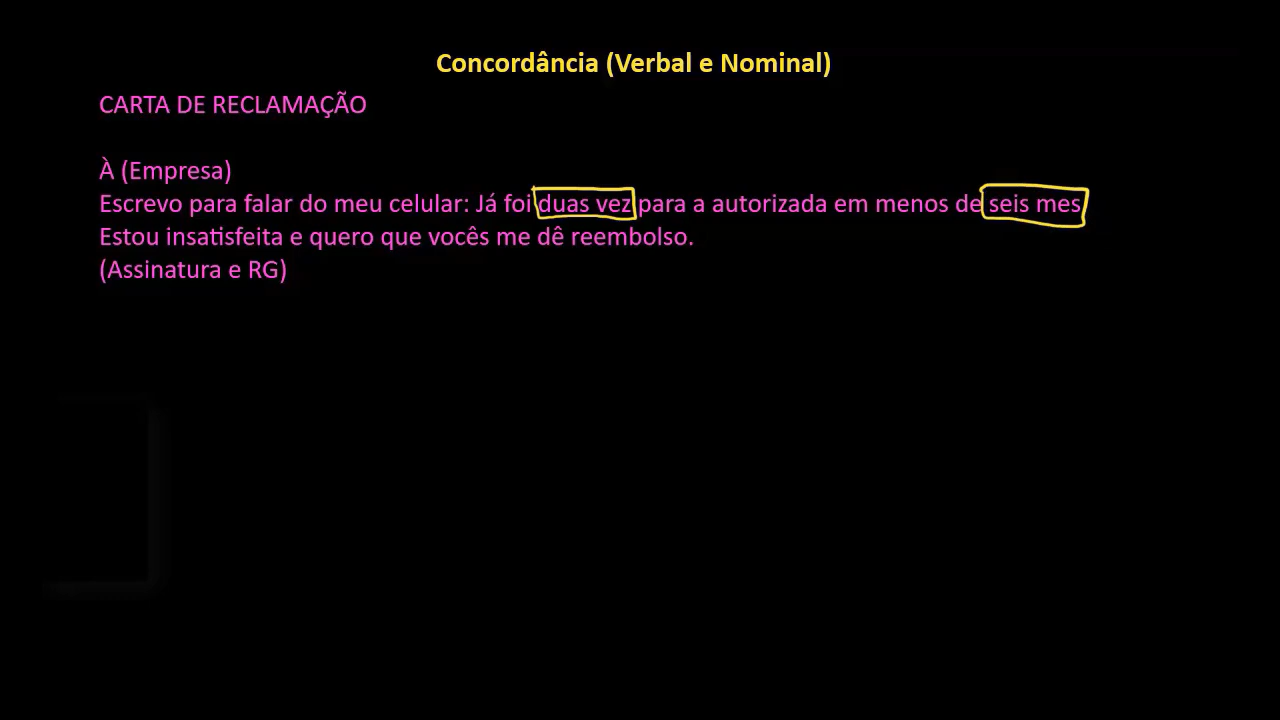 Concordância (Verbal e Nominal)
CARTA DE RECLAMAÇÃO
À (Empresa)
Escrevo para falar do meu celular: Já foi duas vez para a autorizada em menos de seis mes
Estou insatisfeita e quero que vocês me dê reembolso.
(Assinatura e RG)